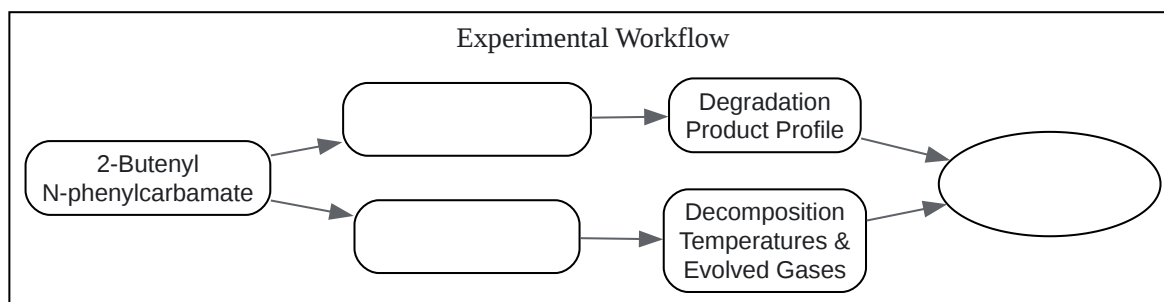 Experimental Workflow
2-Butenyl
N-phenylcarbamate
Degradation
Product Profile
Decomposition
Temperatures &
Evolved Gases